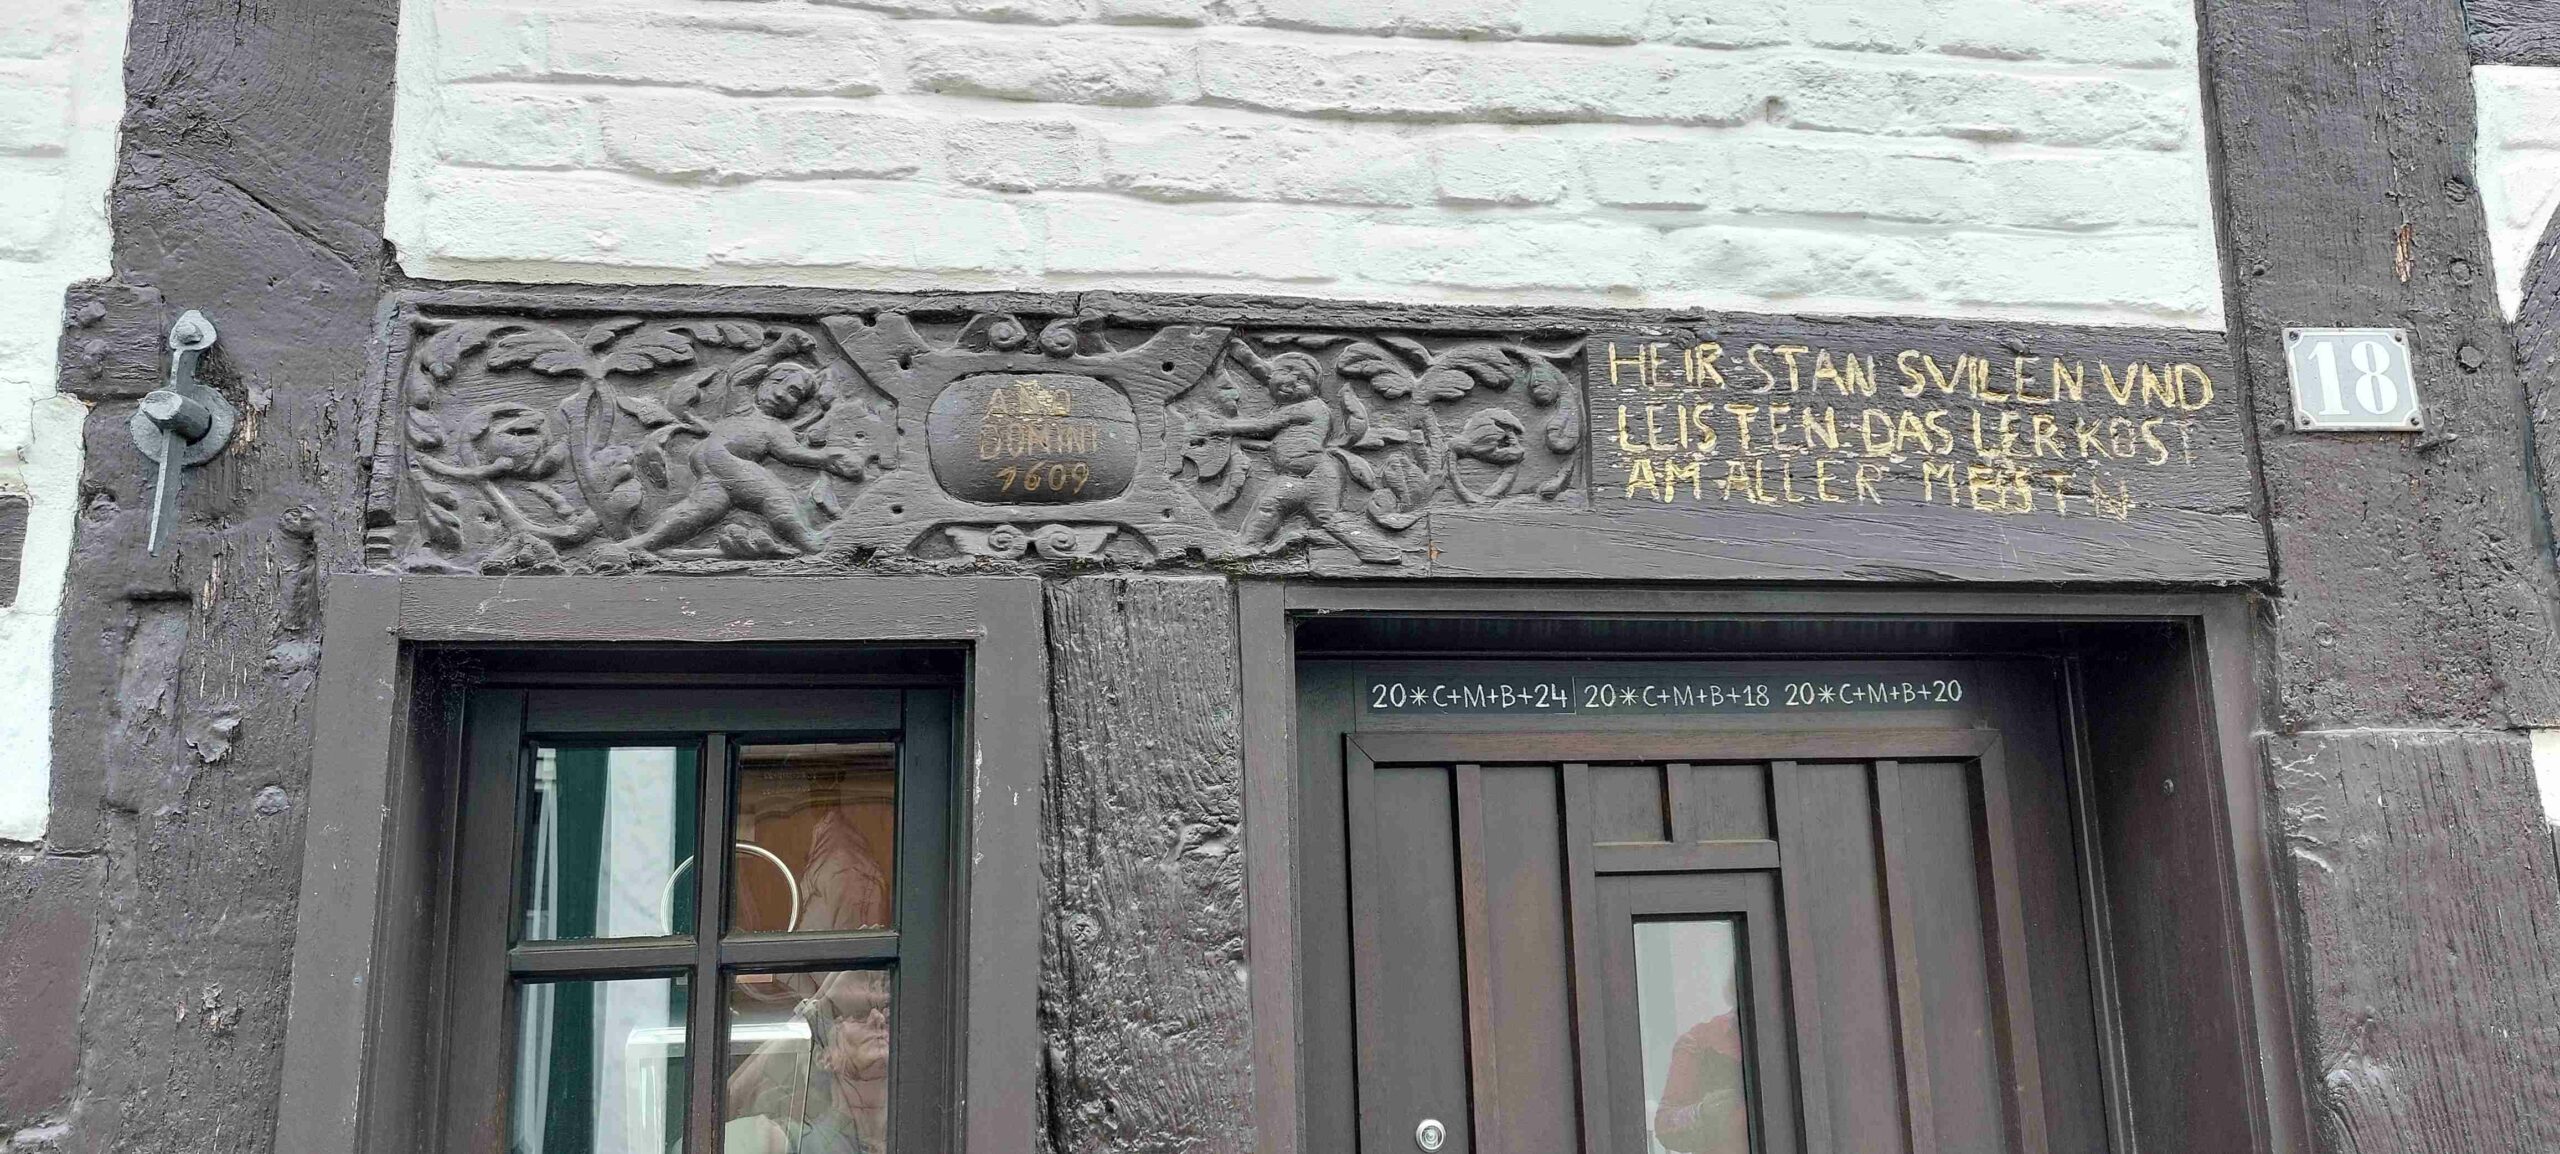 ANNO
DOMINI
1609
HEIR·STAN SVILEN VND
LEISTEN·DAS LER KOST
AM·ALLER
18
20*C+M+B+24 20*C+M+B+18 20*C+M+B+20